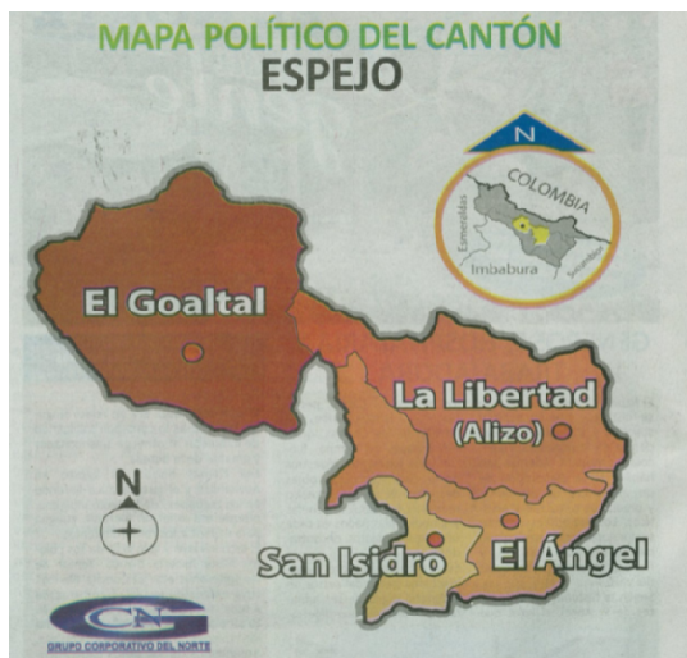 MAPA POLÍTICO DEL CANTÓN
ESPEJO
N
COLOMBIA
Esmeraldas
Imbabura
El Goaltal
La Libertad
(Alizo)
N
San Isidro
El Ángel
CNG
GRUPO CORPORATIVO DEL NORTE